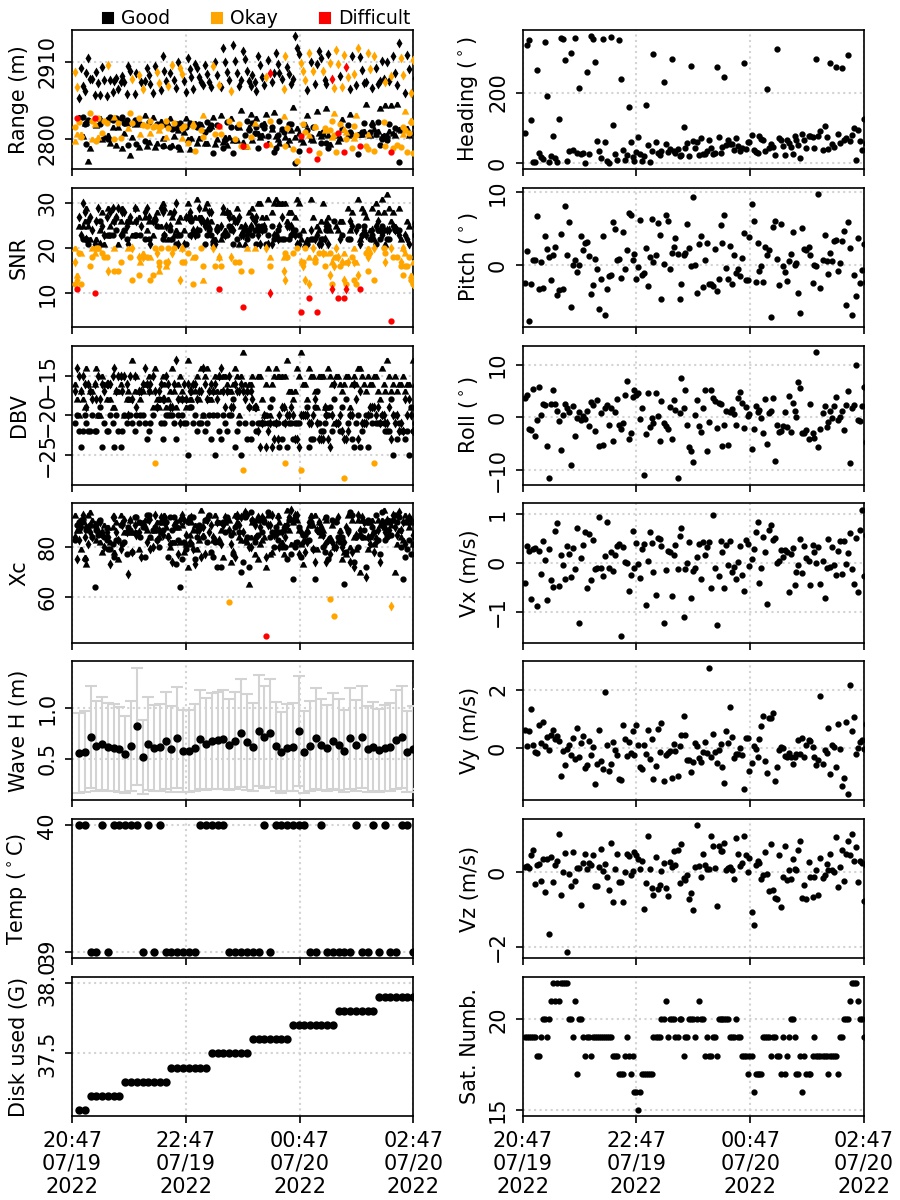 Good Okay Difficult
Range (m)
2910
2800
Heading (°)
200
0
SNR
30
20
10
Pitch (°)
10
0
DBV
−15
−20
−25
Roll (°)
10
0
−10
Xc
80
60
Vx (m/s)
1
0
−1
Wave H (m)
1.0
0.5
Vy (m/s)
2
0
Temp (°C)
40
39
Vz (m/s)
0
−2
Disk used (G)
38.0
37.5
Sat. Numb.
20
15
20:47 22:47 00:47 02:47
07/19 07/19 07/20 07/20
2022 2022 2022 2022
20:47 22:47 00:47 02:47
07/19 07/19 07/20 07/20
2022 2022 2022 2022